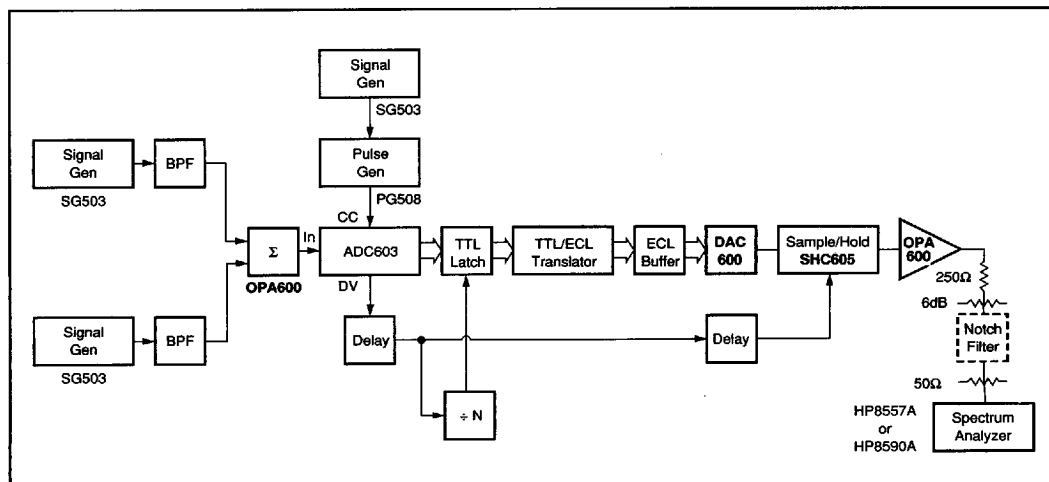 Signal
Gen
SG503
Pulse
Gen
PG508
Signal
Gen
SG503
BPF
CC
In
Σ
OPA600
ADC603
DV
TTL
Latch
TTL/ECL
Translator
ECL
Buffer
DAC
600
Sample/Hold
SHC605
OPA
600
250Ω
6dB
Notch
Filter
50Ω
Signal
Gen
SG503
BPF
Delay
Delay
÷ N
HP8557A
or
HP8590A
Spectrum
Analyzer